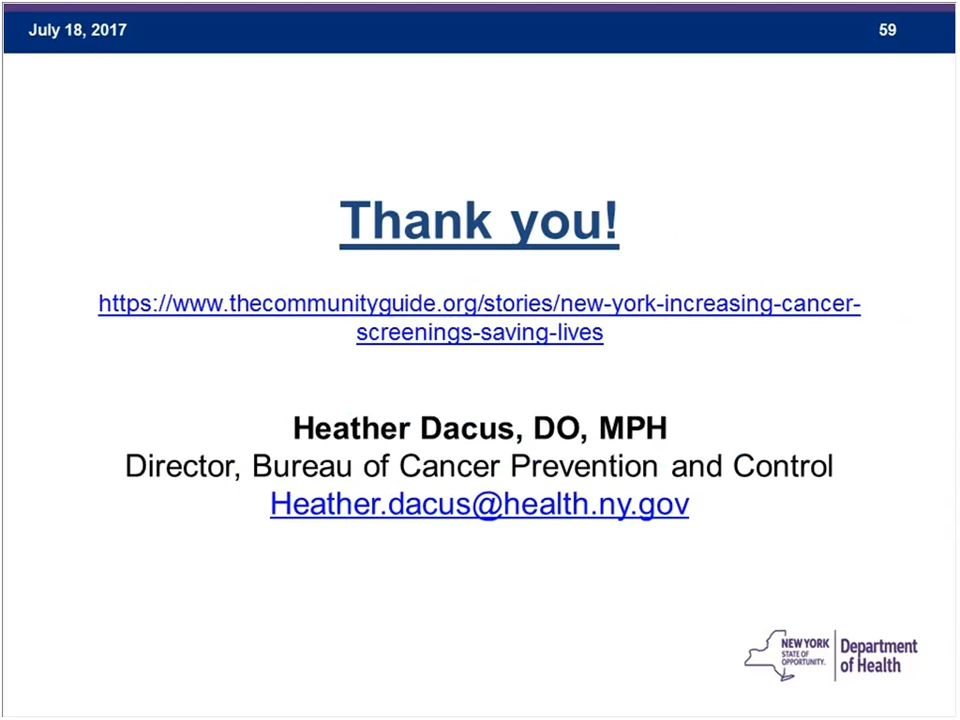 July 18, 2017
59
Thank you!
https://www.thecommunityguide.org/stories/new-york-increasing-cancer-
screenings-saving-lives
Heather Dacus, DO, MPH
Director, Bureau of Cancer Prevention and Control
Heather.dacus@health.ny.gov
NEW YORK
STATE OF
OPPORTUNITY.
Department
of Health